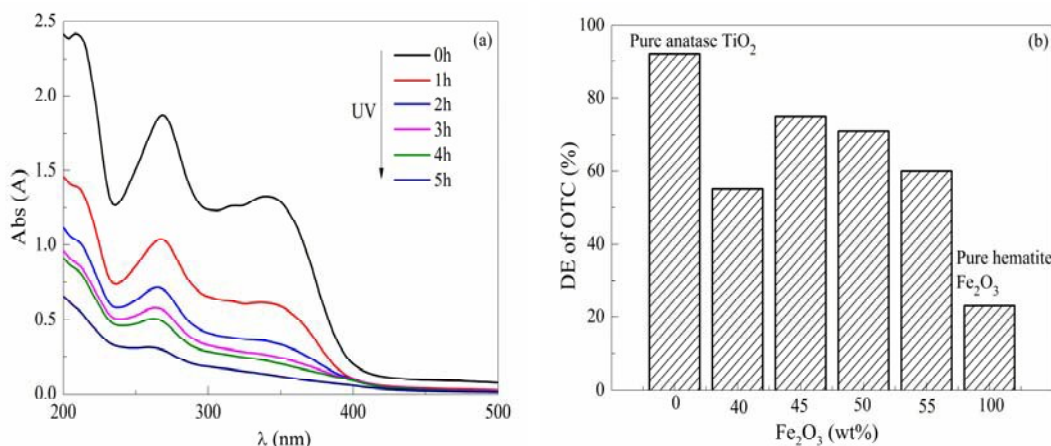 (a)
2.5
2.0
1.5
1.0
0.5
0.0
Abs (A)
UV
0h
1h
2h
3h
4h
5h
200 300 400 500
λ (nm)
(b)
100
80
60
40
20
0
DE of OTC (%)
Pure anatase TiO2
Pure hematite
Fe2O3
0 40 45 50 55 100
Fe2O3 (wt%)